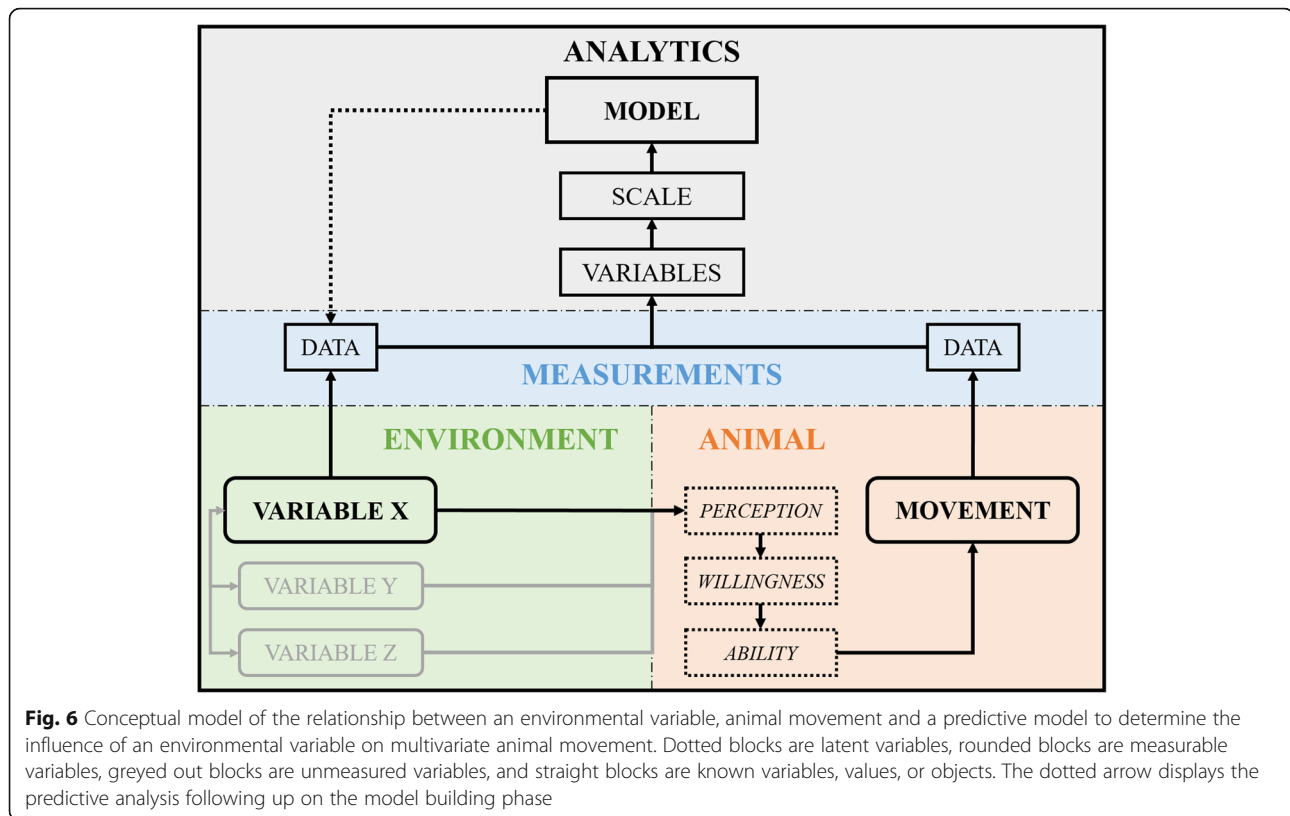 ANALYTICS
MODEL
SCALE
VARIABLES
DATA
DATA
MEASUREMENTS
ENVIRONMENT
ANIMAL
VARIABLE X
PERCEPTION
MOVEMENT
VARIABLE Y
WILLINGNESS
VARIABLE Z
ABILITY
Fig. 6 Conceptual model of the relationship between an environmental variable, animal movement and a predictive model to determine the
influence of an environmental variable on multivariate animal movement. Dotted blocks are latent variables, rounded blocks are measurable
variables, greyed out blocks are unmeasured variables, and straight blocks are known variables, values, or objects. The dotted arrow displays the
predictive analysis following up on the model building phase